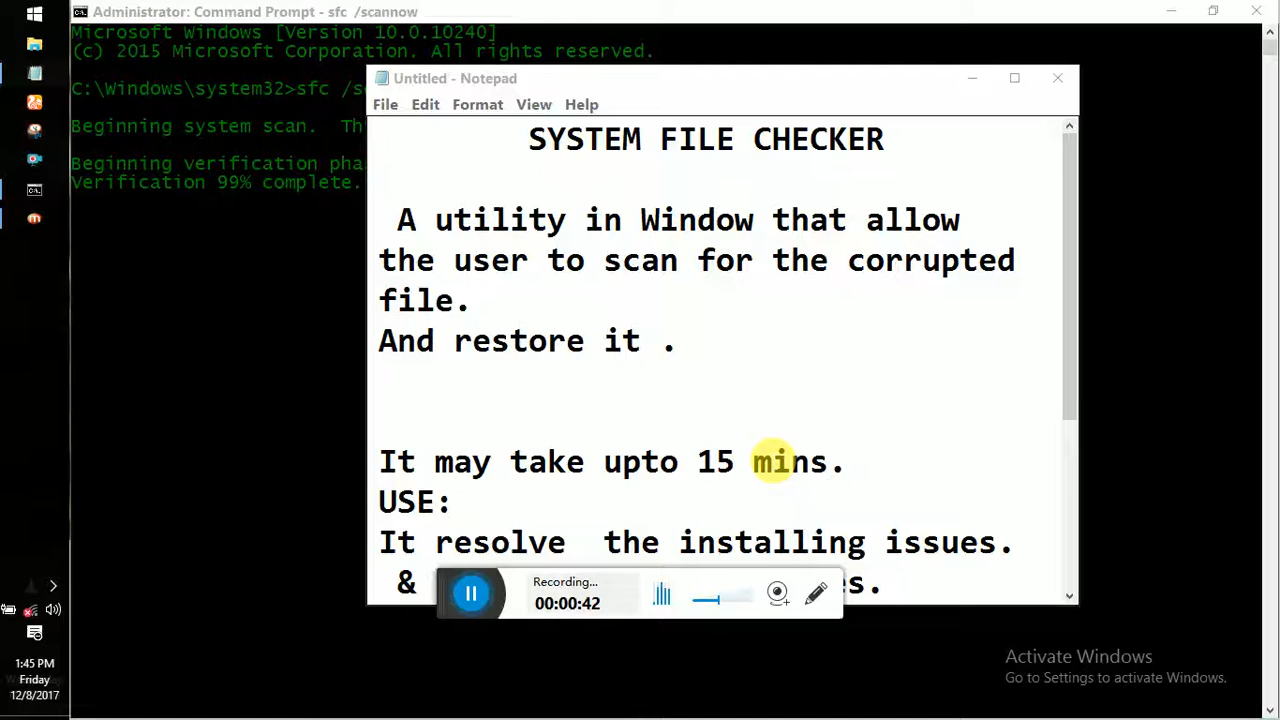 Administrator: Command Prompt - sfc /scannow
Microsoft Windows [Version 10.0.10240]
(c) 2015 Microsoft Corporation. All rights reserved.
C:\Windows\system32>sfc
Beginning system scan.
Beginning verification
Verification 99% complete.
Untitled - Notepad
File Edit Format View Help
SYSTEM FILE CHECKER
A utility in Window that allow
the user to scan for the corrupted
file.
And restore it .
It may take upto 15 mins.
USE:
It resolve the installing issues.
&
Recording...
00:00:42
Activate Windows
Go to Settings to activate Windows.
1:45 PM
Friday
12/8/2017